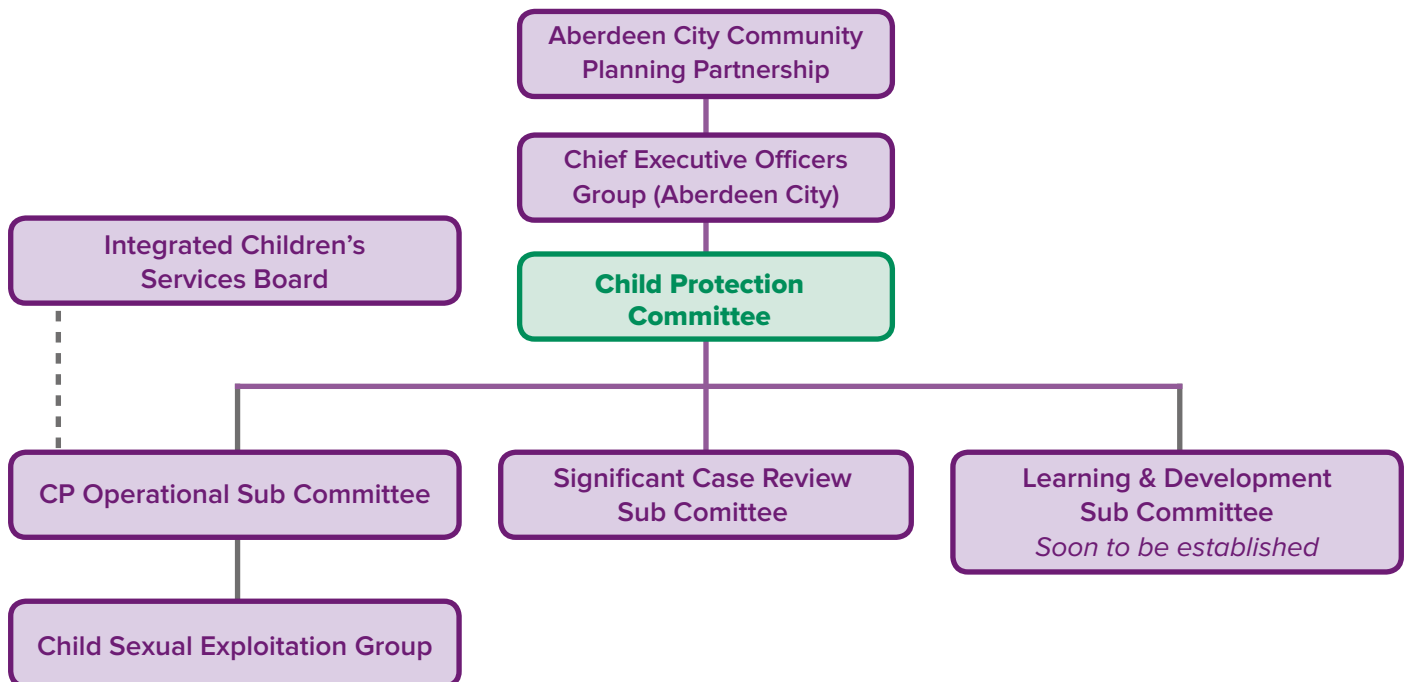 Aberdeen City Community
Planning Partnership
Chief Executive Officers
Group (Aberdeen City)
Integrated Children’s
Services Board
Child Protection
Committee
CP Operational Sub Committee
Significant Case Review
Sub Comittee
Learning & Development
Sub Committee
Soon to be established
Child Sexual Exploitation Group